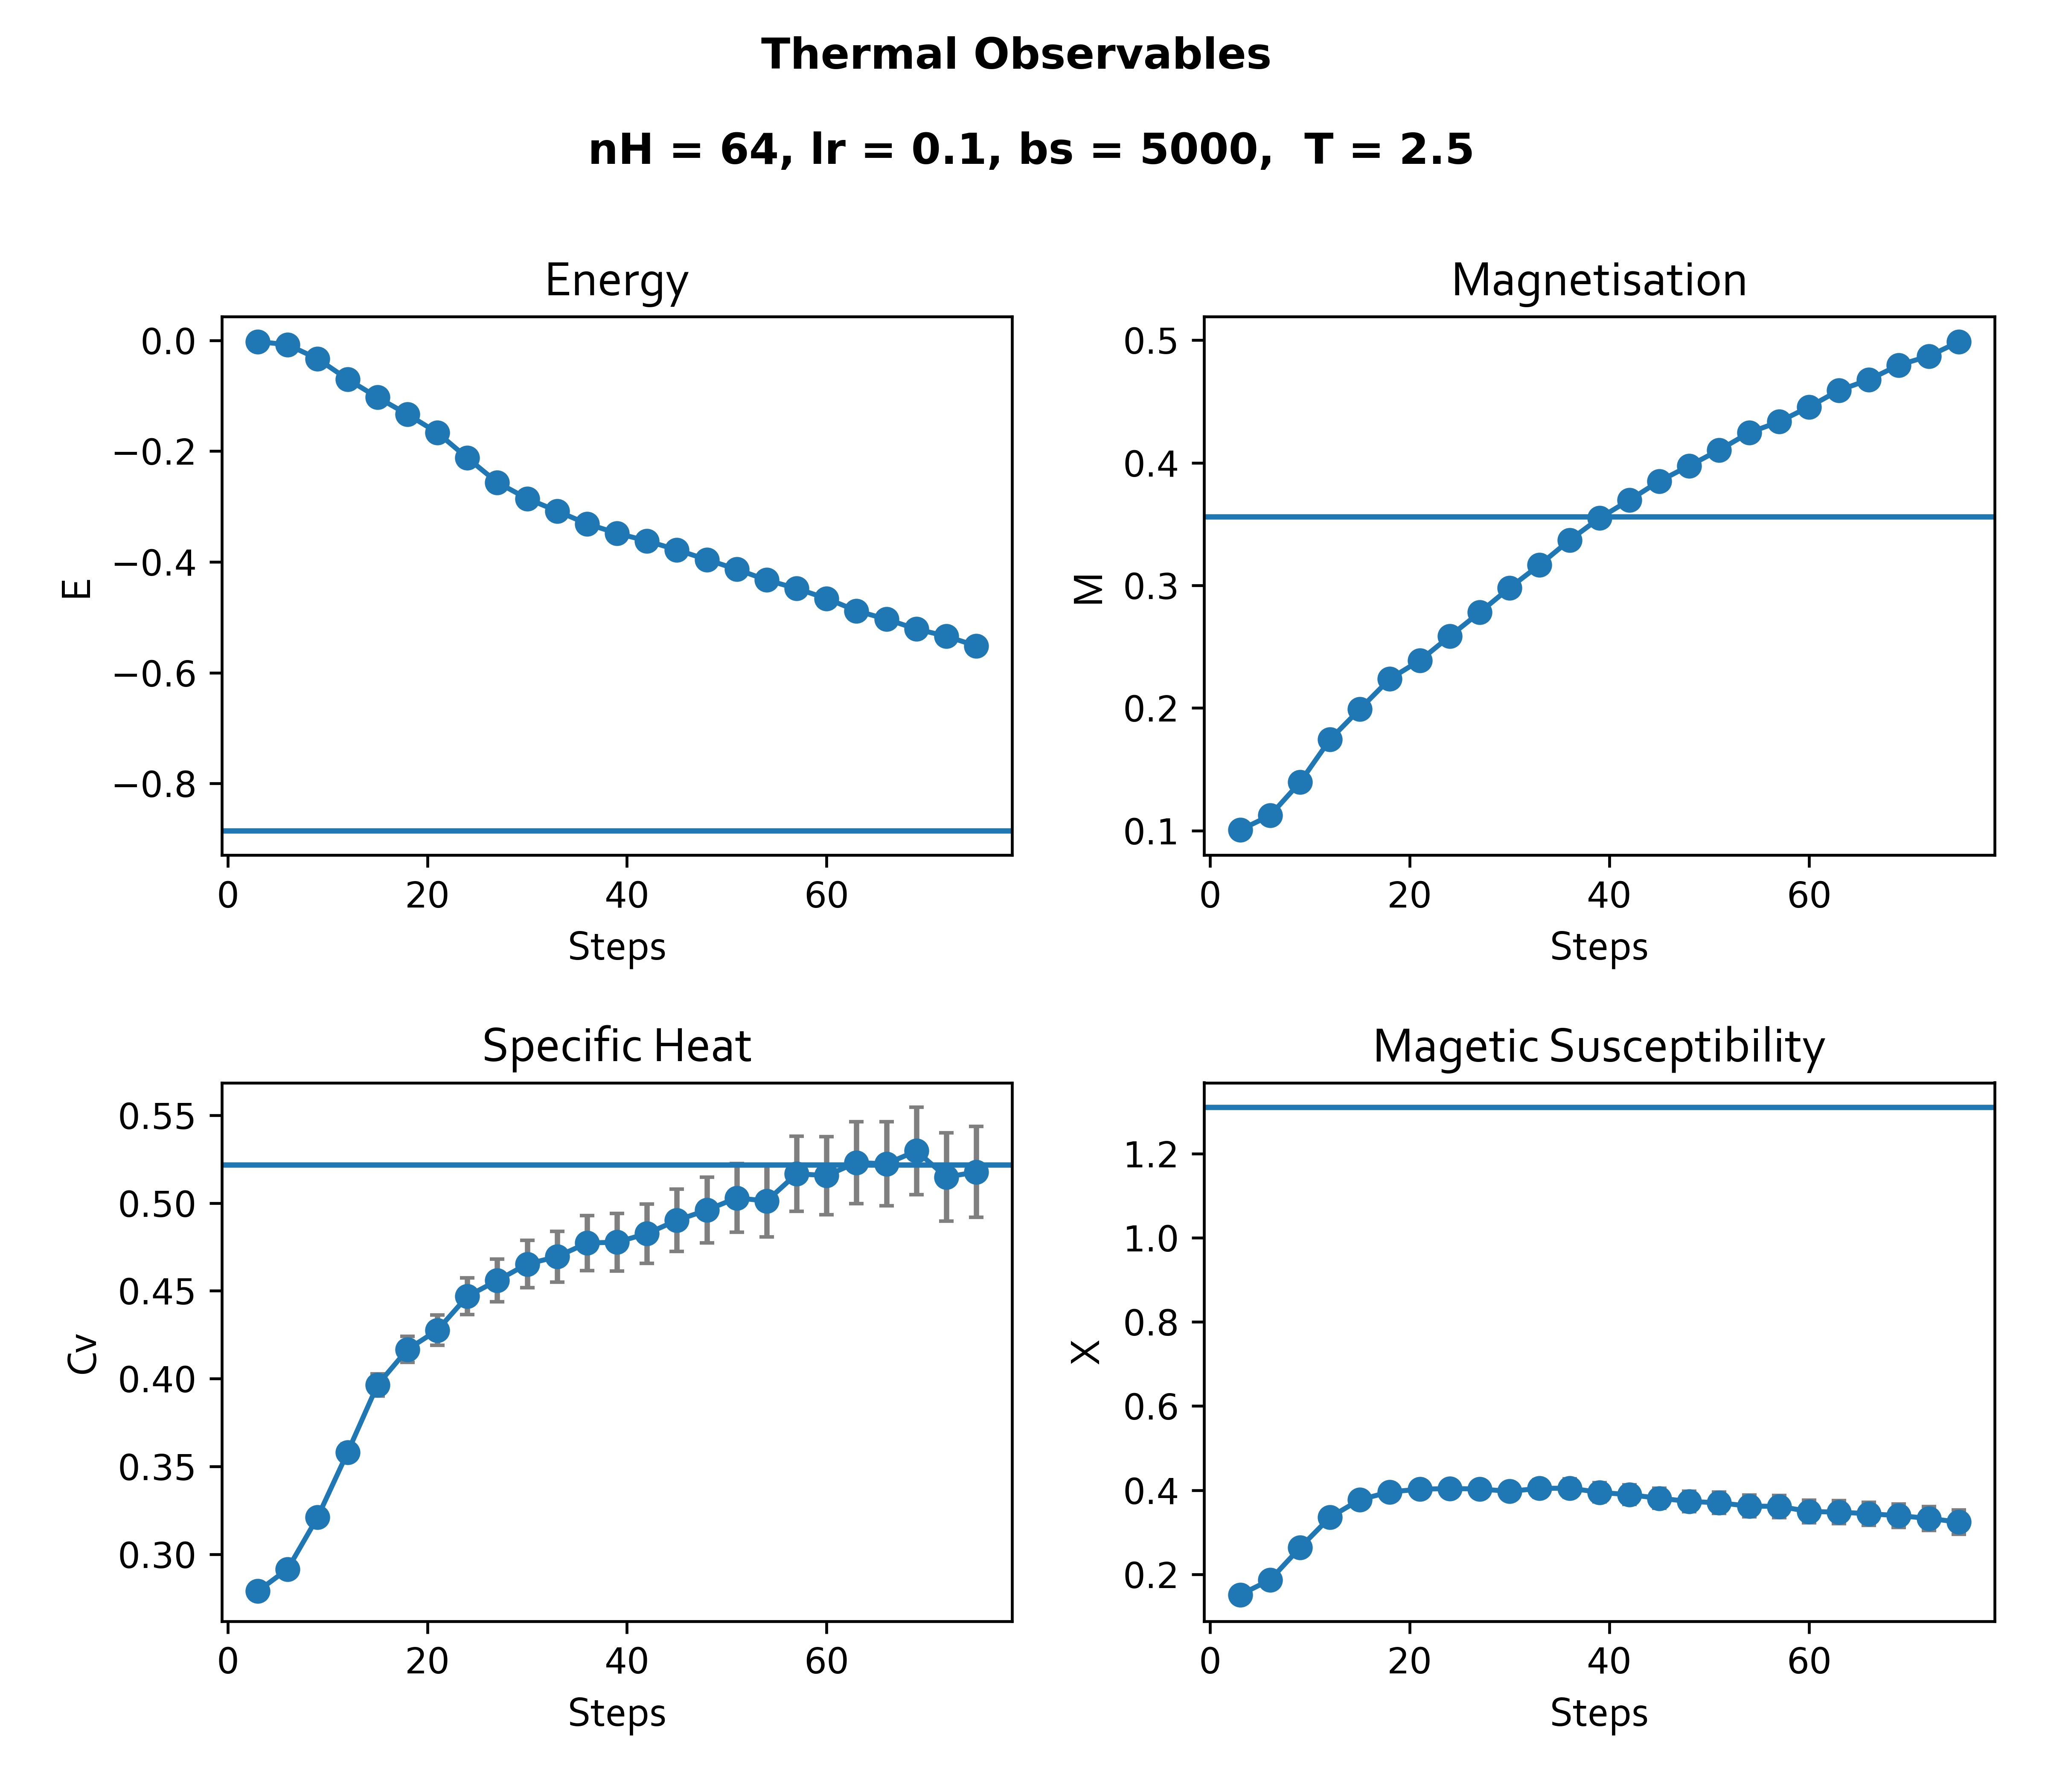 Thermal Observables
nH = 64, lr = 0.1, bs = 5000,  T = 2.5
Energy
E
0.0
−0.2
−0.4
−0.6
−0.8
0
20
40
60
Steps
Magnetisation
M
0.5
0.4
0.3
0.2
0.1
0
20
40
60
Steps
Specific Heat
Cv
0.55
0.50
0.45
0.40
0.35
0.30
0
20
40
60
Steps
Magetic Susceptibility
X
1.2
1.0
0.8
0.6
0.4
0.2
0
20
40
60
Steps